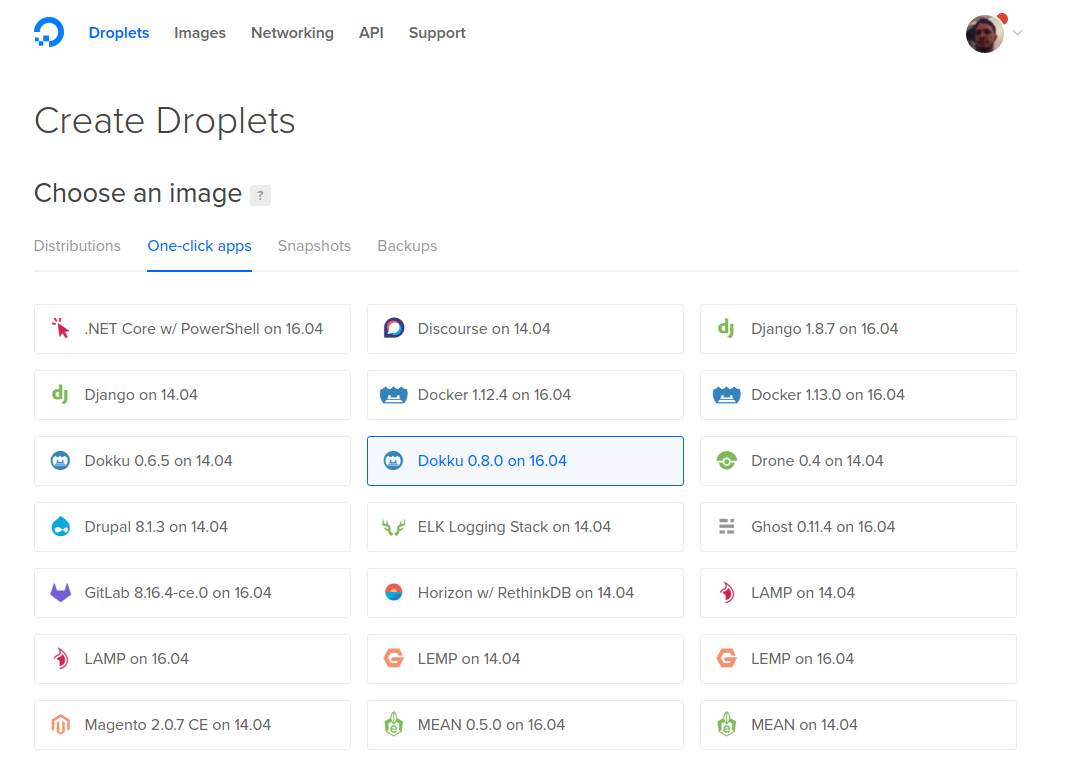 Droplets Images Networking API Support
Create Droplets
Choose an image ?
Distributions One-click apps Snapshots Backups
.NET Core w/ PowerShell on 16.04 Discourse on 14.04 Django 1.8.7 on 16.04
Django on 14.04 Docker 1.12.4 on 16.04 Docker 1.13.0 on 16.04
Dokku 0.6.5 on 14.04 Dokku 0.8.0 on 16.04 Drone 0.4 on 14.04
Drupal 8.1.3 on 14.04 ELK Logging Stack on 14.04 Ghost 0.11.4 on 16.04
GitLab 8.16.4-ce.0 on 16.04 Horizon w/ RethinkDB on 14.04 LAMP on 14.04
LAMP on 16.04 LEMP on 14.04 LEMP on 16.04
Magento 2.0.7 CE on 14.04 MEAN 0.5.0 on 16.04 MEAN on 14.04